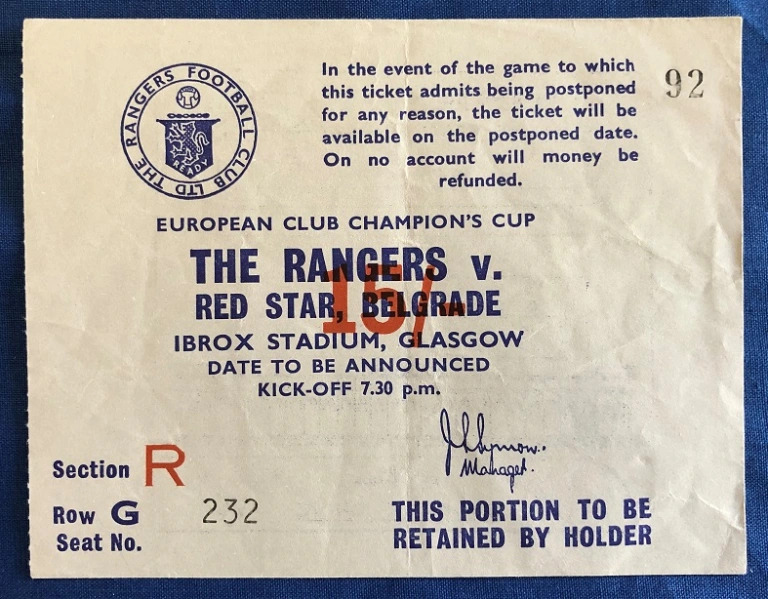 THE RANGERS FOOTBALL CLUB LTD
READY
In the event of the game to which
this ticket admits being postponed
for any reason, the ticket will be
available on the postponed date.
On no account will money be
refunded.
92
EUROPEAN CLUB CHAMPION'S CUP
THE RANGERS v.
RED STAR, BELGRADE
15/-
IBROX STADIUM, GLASGOW
DATE TO BE ANNOUNCED
KICK-OFF 7.30 p.m.
Manager.
Section R
Row G 232
Seat No.
THIS PORTION TO BE
RETAINED BY HOLDER